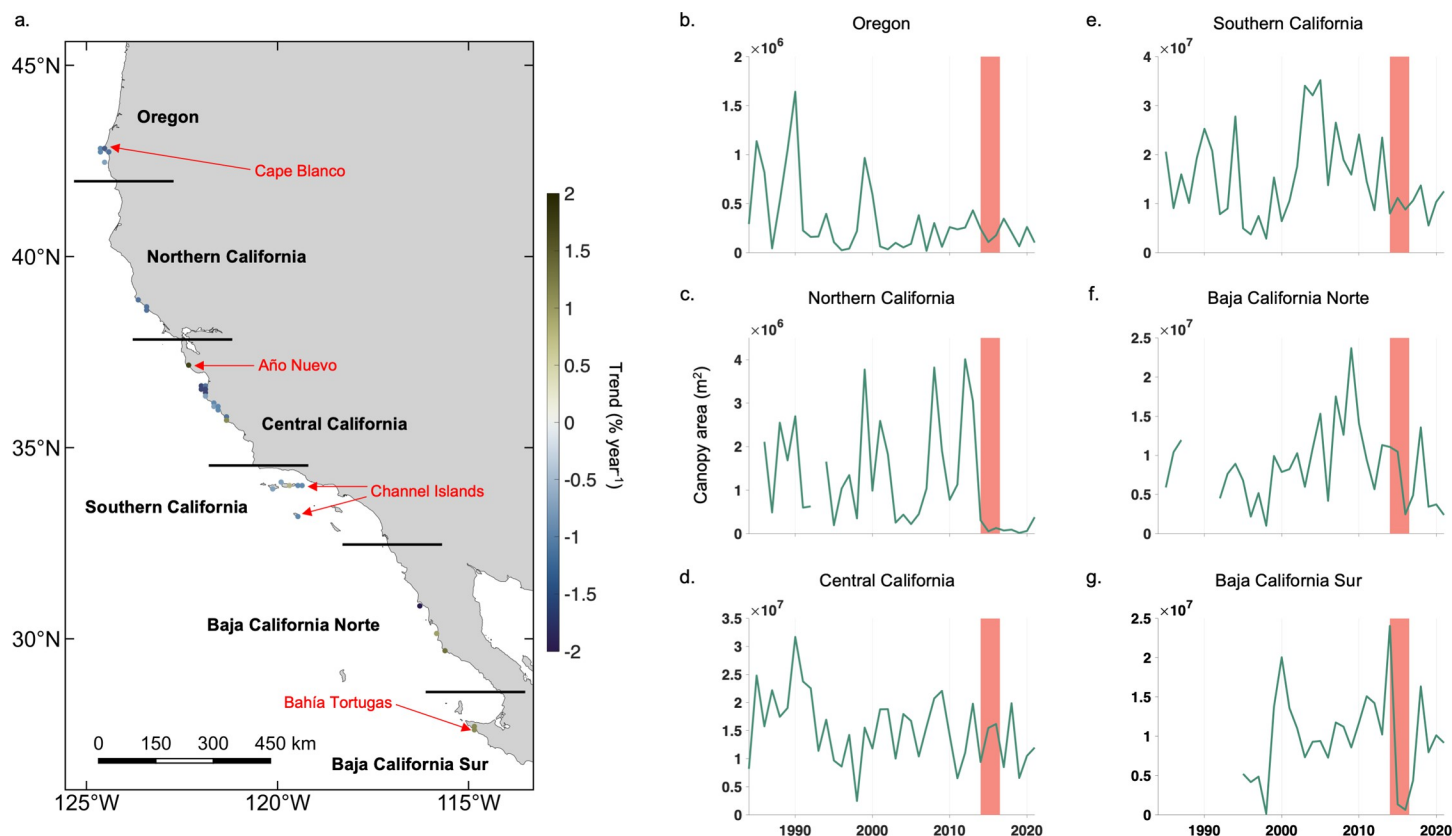 a.
45°N
40°N
35°N
30°N
125°W
120°W
115°W
Oregon
Cape Blanco
Northern California
Año Nuevo
Central California
Channel Islands
Southern California
Baja California Norte
Bahía Tortugas
Baja California Sur
0 150 300 450 km
2
1.5
1
0.5
0
-0.5
-1
-1.5
-2
Trend (% year⁻¹)
b.
Oregon
×10⁶
2
1.5
1
0.5
0
c.
Northern California
×10⁶
4
3
2
1
0
Canopy area (m²)
d.
Central California
×10⁷
3.5
3
2.5
2
1.5
1
0.5
0
1990 2000 2010 2020
e.
Southern California
×10⁷
4
3
2
1
0
f.
Baja California Norte
×10⁷
2.5
2
1.5
1
0.5
0
g.
Baja California Sur
×10⁷
2.5
2
1.5
1
0.5
0
1990 2000 2010 2020